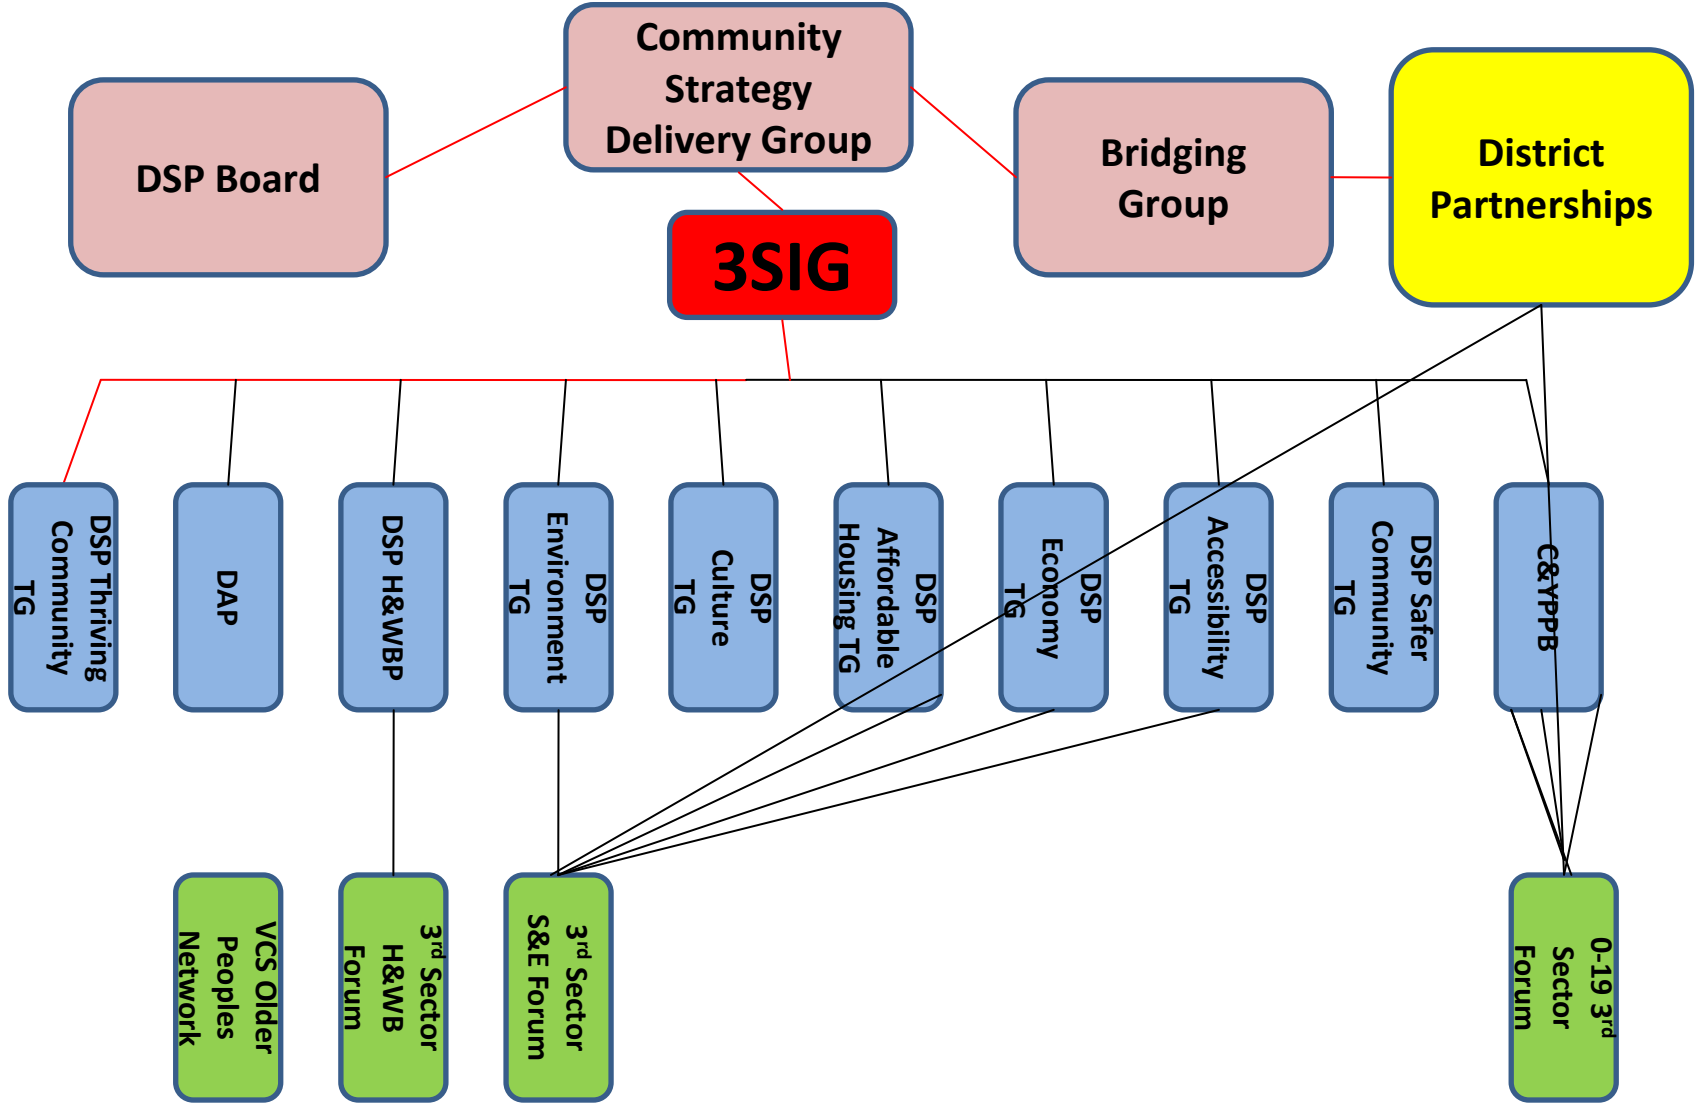 Community
Strategy
Delivery Group
DSP Board
Bridging
Group
District
Partnerships
3SIG
DSP Thriving
Community
TG
DAP
DSP H&WBP
DSP
Environment
TG
DSP
Culture
TG
DSP
Affordable
Housing TG
DSP
Economy
TG
DSP
Accessibility
TG
DSP Safer
Community
TG
C&YPPB
VCS Older
Peoples
Network
3rd Sector
H&WB
Forum
3rd Sector
S&E Forum
0-19 3rd
Sector
Forum